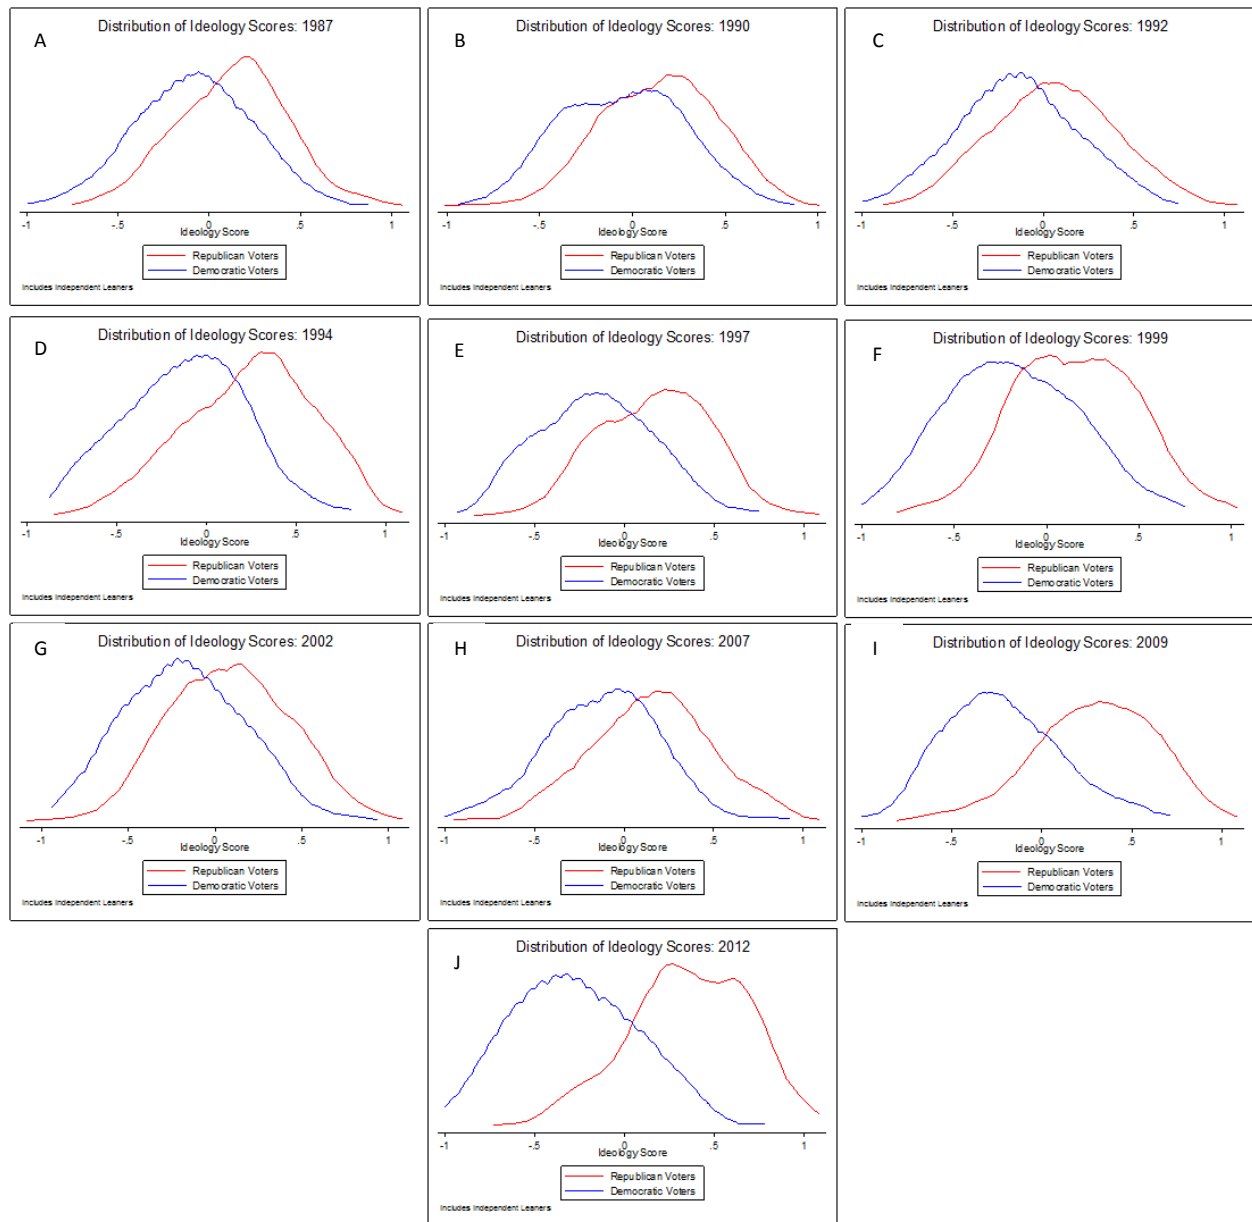 A
Distribution of Ideology Scores: 1987
-1 -.5 0 .5 1
Ideology Score
Republican Voters
Democratic Voters
Includes Independent Leaners
B
Distribution of Ideology Scores: 1990
-1 -.5 0 .5 1
Ideology Score
Republican Voters
Democratic Voters
Includes Independent Leaners
C
Distribution of Ideology Scores: 1992
-1 -.5 0 .5 1
Ideology Score
Republican Voters
Democratic Voters
Includes Independent Leaners
D
Distribution of Ideology Scores: 1994
-1 -.5 0 .5 1
Ideology Score
Republican Voters
Democratic Voters
Includes Independent Leaners
E
Distribution of Ideology Scores: 1997
-1 -.5 0 .5 1
Ideology Score
Republican Voters
Democratic Voters
Includes Independent Leaners
F
Distribution of Ideology Scores: 1999
-1 -.5 0 .5 1
Ideology Score
Republican Voters
Democratic Voters
Includes Independent Leaners
G
Distribution of Ideology Scores: 2002
-1 -.5 0 .5 1
Ideology Score
Republican Voters
Democratic Voters
Includes Independent Leaners
H
Distribution of Ideology Scores: 2007
-1 -.5 0 .5 1
Ideology Score
Republican Voters
Democratic Voters
Includes Independent Leaners
I
Distribution of Ideology Scores: 2009
-1 -.5 0 .5 1
Ideology Score
Republican Voters
Democratic Voters
Includes Independent Leaners
J
Distribution of Ideology Scores: 2012
-1 -.5 0 .5 1
Ideology Score
Republican Voters
Democratic Voters
Includes Independent Leaners